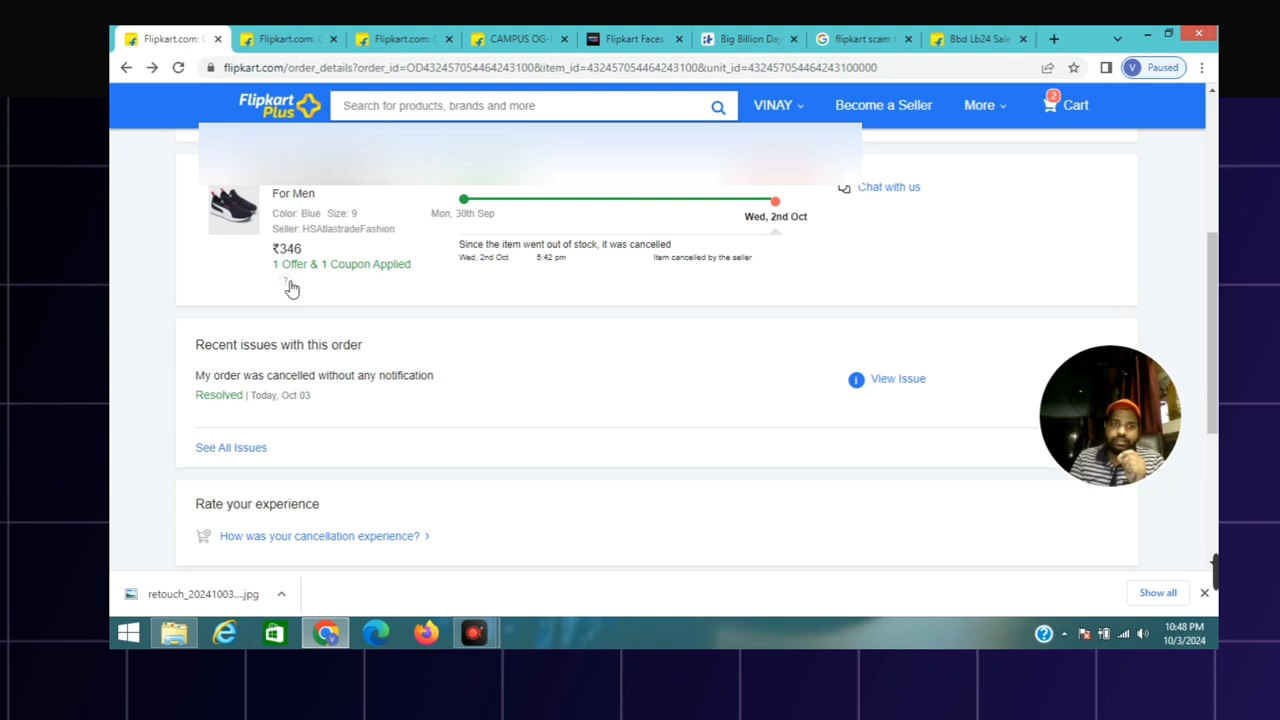 Flipkart.com: C
Flipkart.com: C
Flipkart.com: C
CAMPUS OG-L
Flipkart Faces
Big Billion Day
flipkart scam t
Bbd Lb24 Sale
flipkart.com/order_details?order_id=OD432457054464243100&item_id=432457054464243100&unit_id=432457054464243100000
V Paused
Flipkart
Plus
Search for products, brands and more
VINAY
Become a Seller
More
2
Cart
For Men
Color: Blue Size: 9
Seller: HSAtlastradeFashion
₹346
1 Offer & 1 Coupon Applied
?
Mon, 30th Sep
Wed, 2nd Oct
Since the item went out of stock, it was cancelled
Wed, 2nd Oct 5:42 pm Item cancelled by the seller
Chat with us
Recent issues with this order
My order was cancelled without any notification
Resolved | Today, Oct 03
View Issue
See All Issues
Rate your experience
How was your cancellation experience? ›
retouch_20241003....jpg
Show all
10:48 PM
10/3/2024